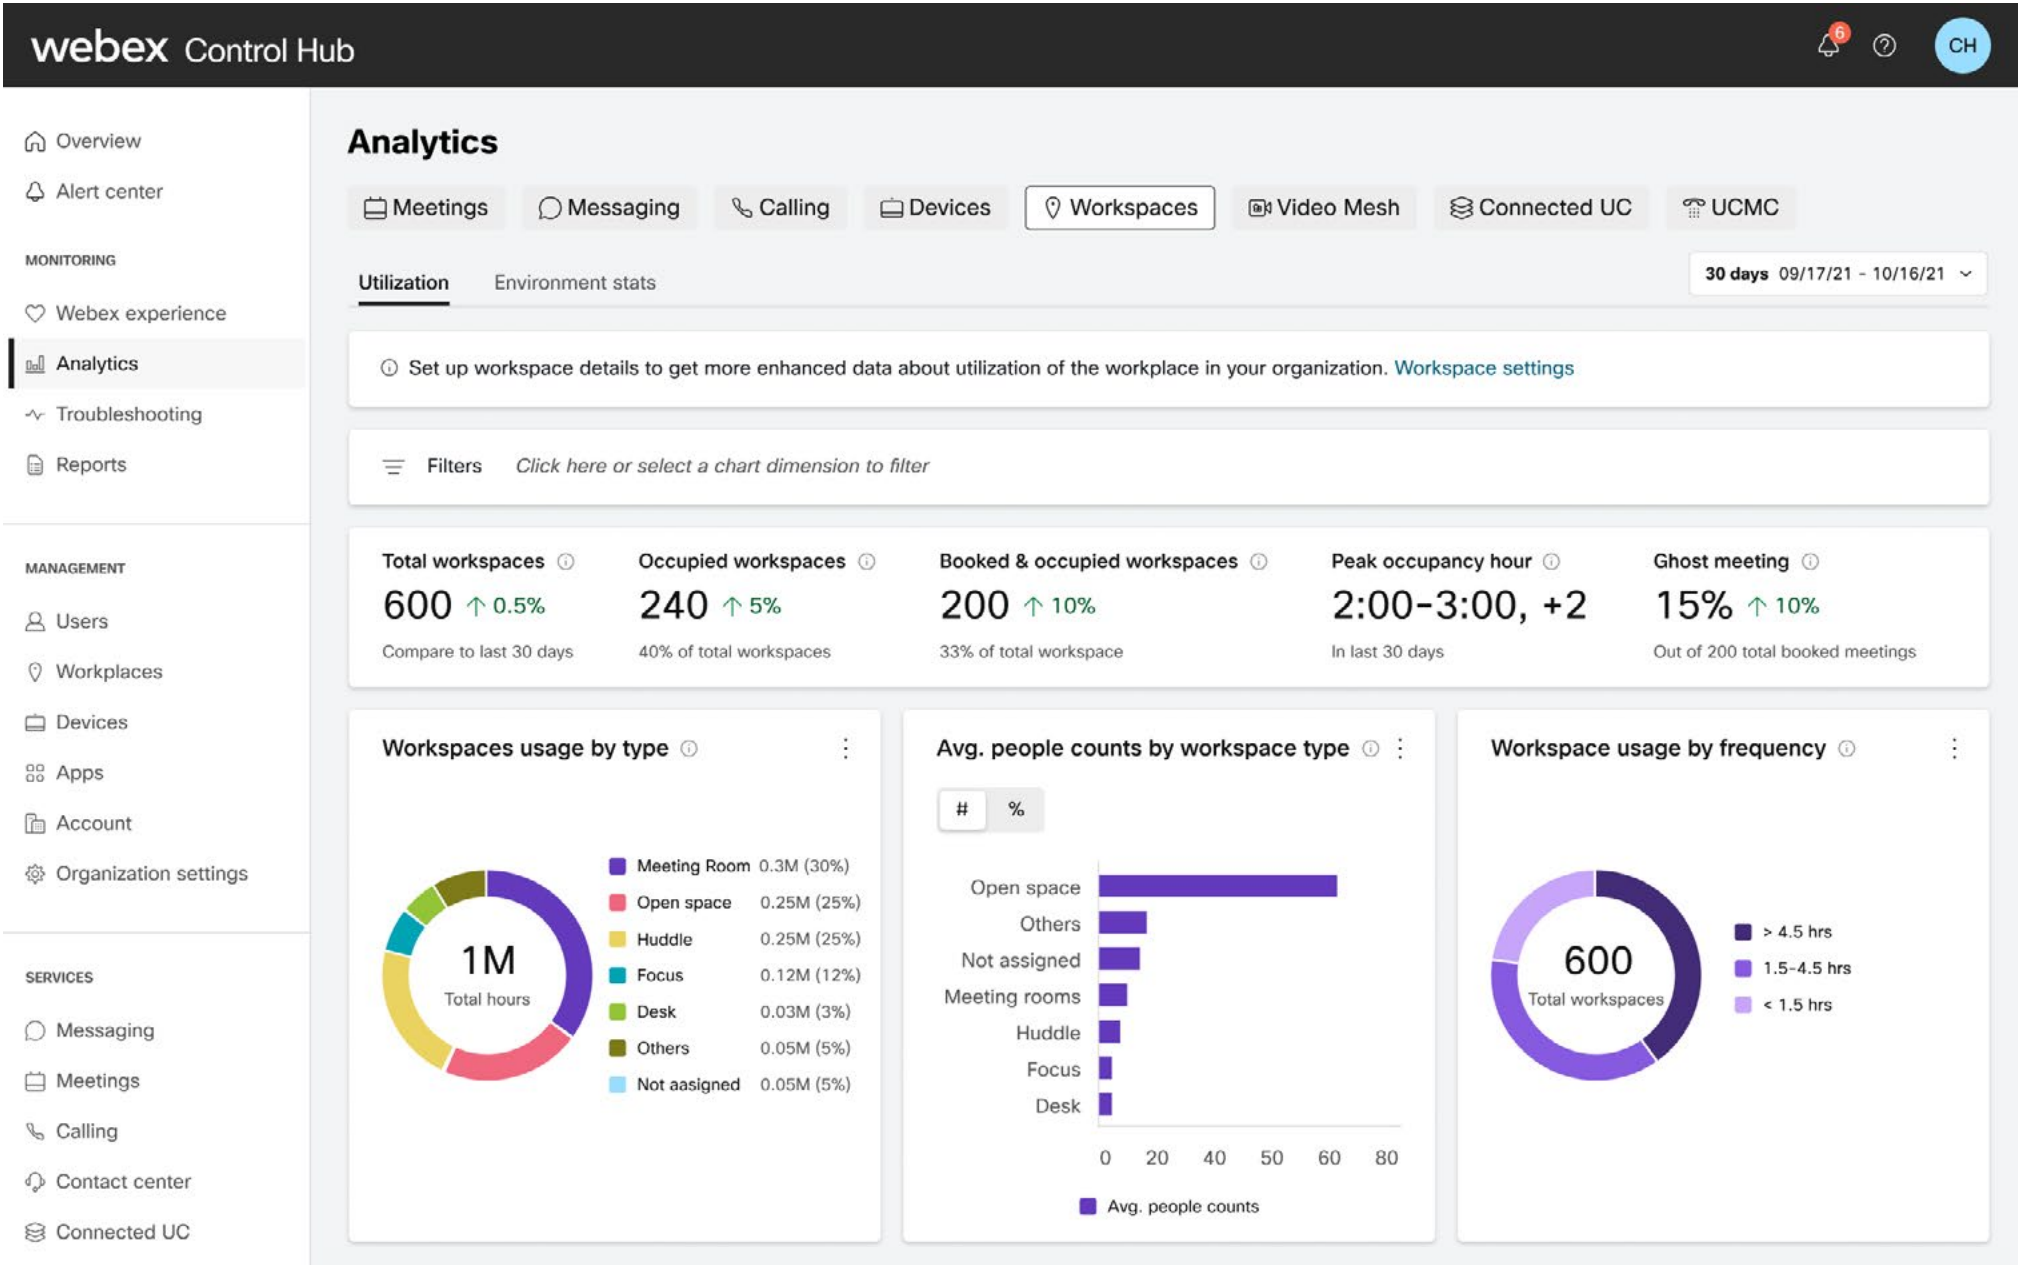 webex Control Hub
6
CH
Overview
Alert center
MONITORING
Webex experience
Analytics
Troubleshooting
Reports
MANAGEMENT
Users
Workplaces
Devices
Apps
Account
Organization settings
SERVICES
Messaging
Meetings
Calling
Contact center
Connected UC
Analytics
Meetings Messaging Calling Devices Workspaces Video Mesh Connected UC UCMC
Utilization Environment stats
30 days 09/17/21 - 10/16/21
Set up workspace details to get more enhanced data about utilization of the workplace in your organization. Workspace settings
Filters Click here or select a chart dimension to filter
Total workspaces
600 ↑ 0.5%
Compare to last 30 days
Occupied workspaces
240 ↑ 5%
40% of total workspaces
Booked & occupied workspaces
200 ↑ 10%
33% of total workspace
Peak occupancy hour
2:00-3:00, +2
In last 30 days
Ghost meeting
15% ↑ 10%
Out of 200 total booked meetings
Workspaces usage by type
1M
Total hours
Meeting Room 0.3M (30%)
Open space 0.25M (25%)
Huddle 0.25M (25%)
Focus 0.12M (12%)
Desk 0.03M (3%)
Others 0.05M (5%)
Not aasigned 0.05M (5%)
Avg. people counts by workspace type
# %
Open space
Others
Not assigned
Meeting rooms
Huddle
Focus
Desk
0 20 40 50 60 80
Avg. people counts
Workspace usage by frequency
600
Total workspaces
> 4.5 hrs
1.5-4.5 hrs
< 1.5 hrs